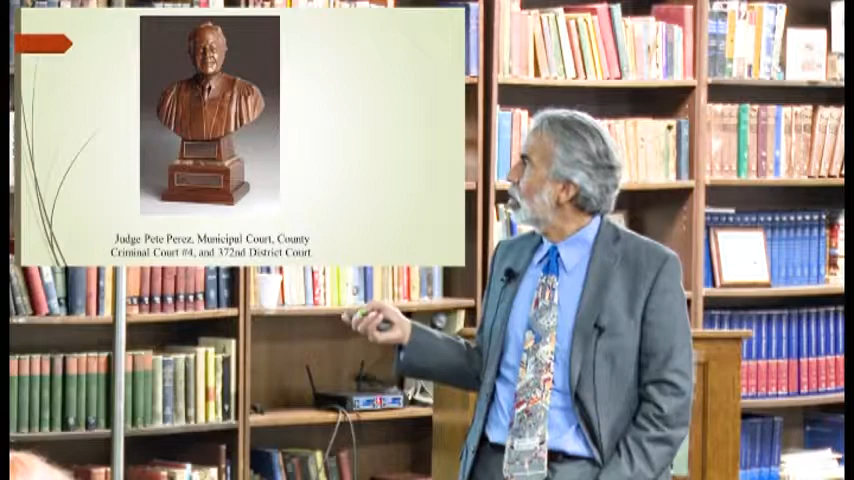 Judge Pete Perez, Municipal Court, County
Criminal Court #4, and 372nd District Court.